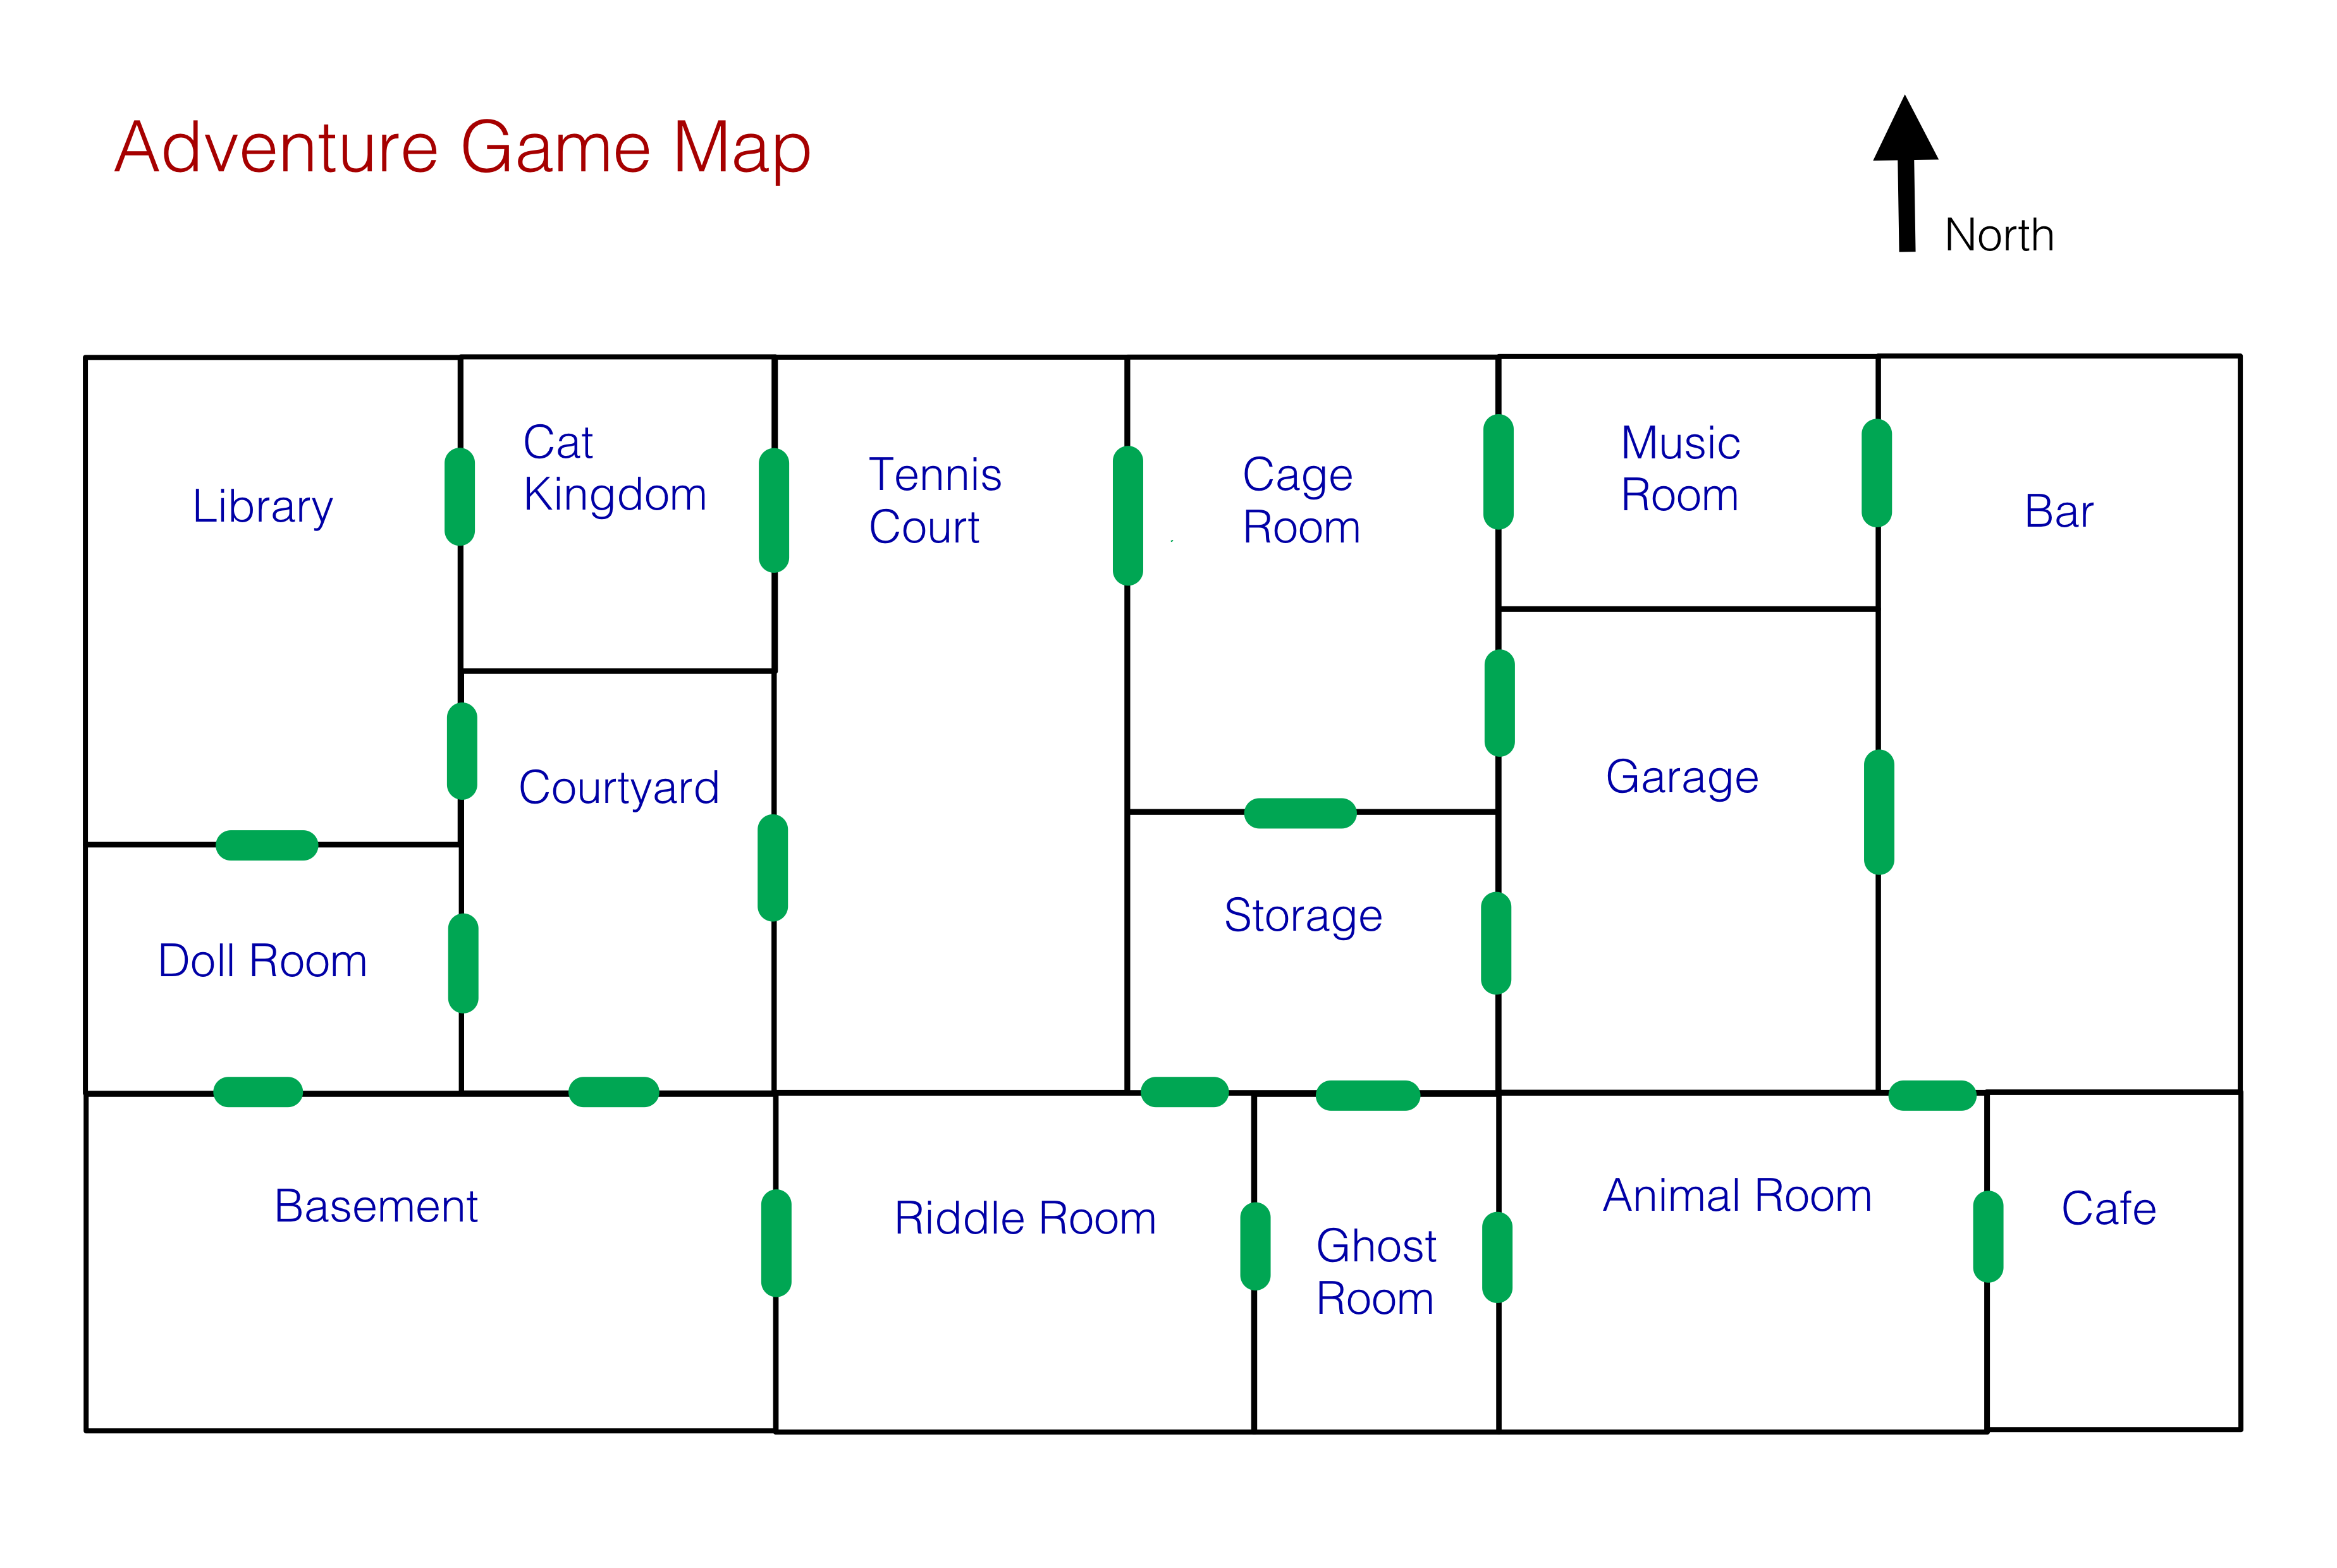 Adventure Game Map
North
Library
Cat
Kingdom
Tennis
Court
Cage
Room
Music
Room
Bar
Courtyard
Garage
Storage
Doll Room
Basement
Riddle Room
Ghost
Room
Animal Room
Cafe